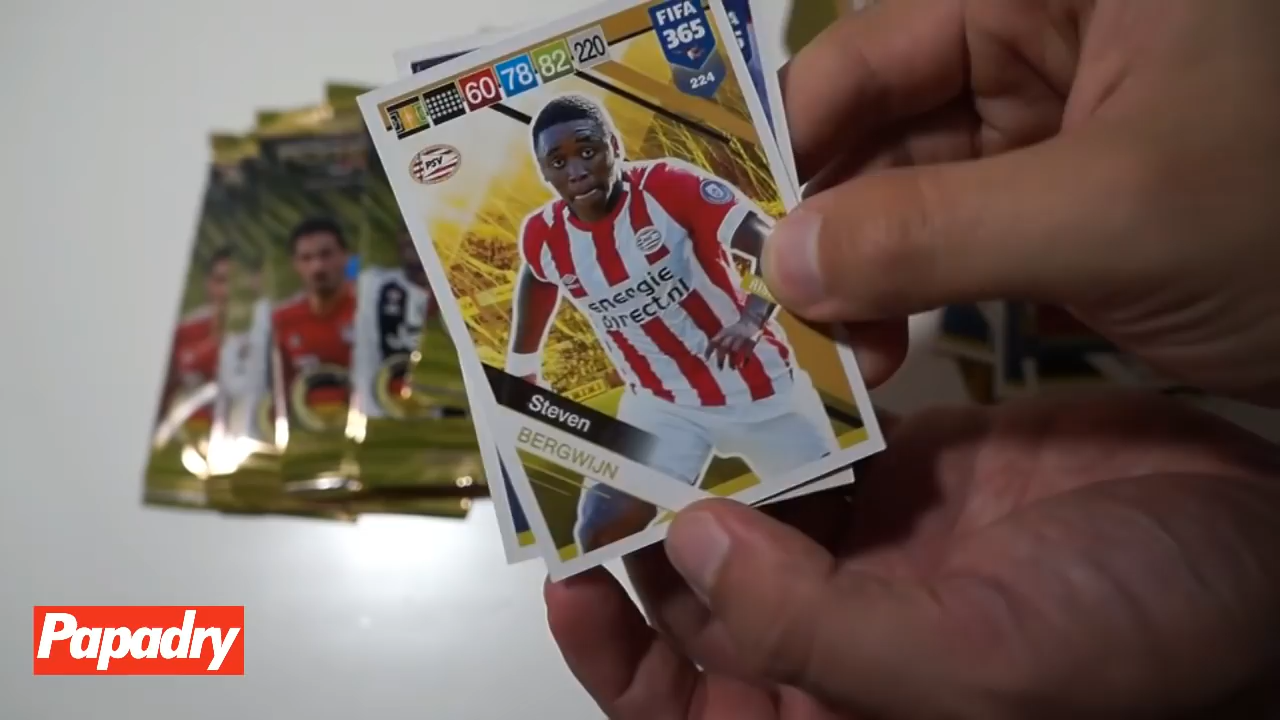 FIFA
365
224
60 78 82 220
PSV
energie
direct.nl
Steven
BERGWIJN
Papadry